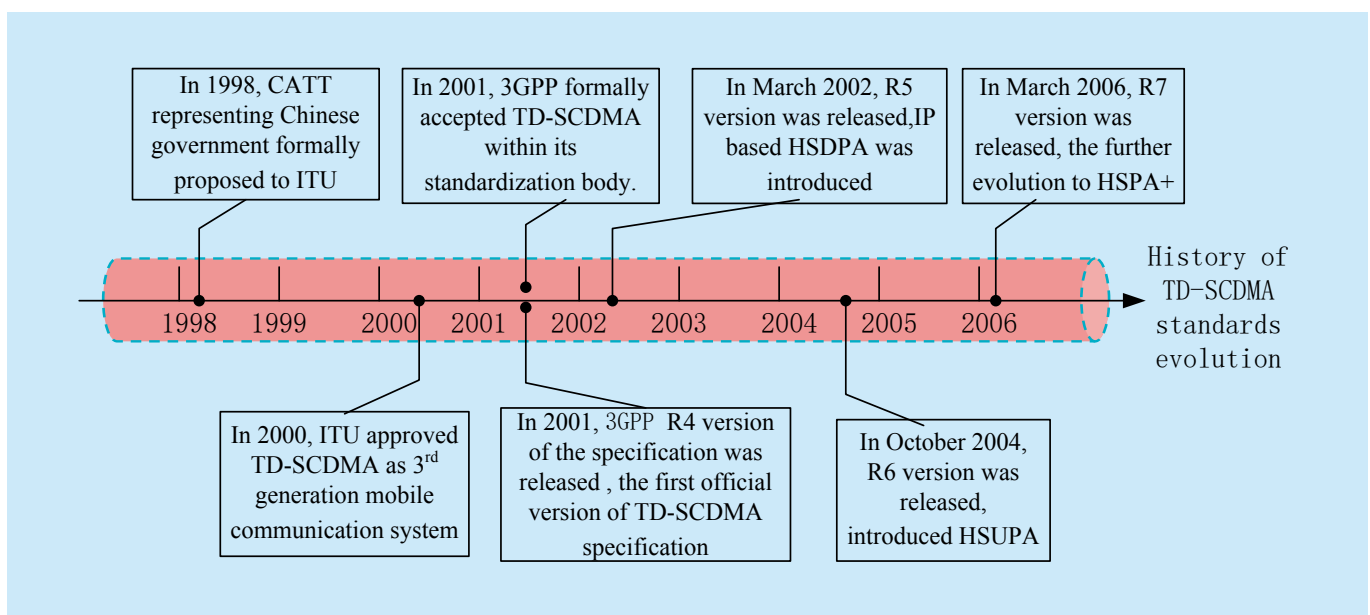 In 1998, CATT
representing Chinese
government formally
proposed to ITU
In 2001, 3GPP formally
accepted TD-SCDMA
within its
standardization body.
In March 2002, R5
version was released,IP
based HSDPA was
introduced
In March 2006, R7
version was
released, the further
evolution to HSPA+
1998
1999
2000
2001
2002
2003
2004
2005
2006
History of
TD-SCDMA
standards
evolution
In 2000, ITU approved
TD-SCDMA as 3rd
generation mobile
communication system
In 2001, 3GPP R4 version
of the specification was
released , the first official
version of TD-SCDMA
specification
In October 2004,
R6 version was
released,
introduced HSUPA